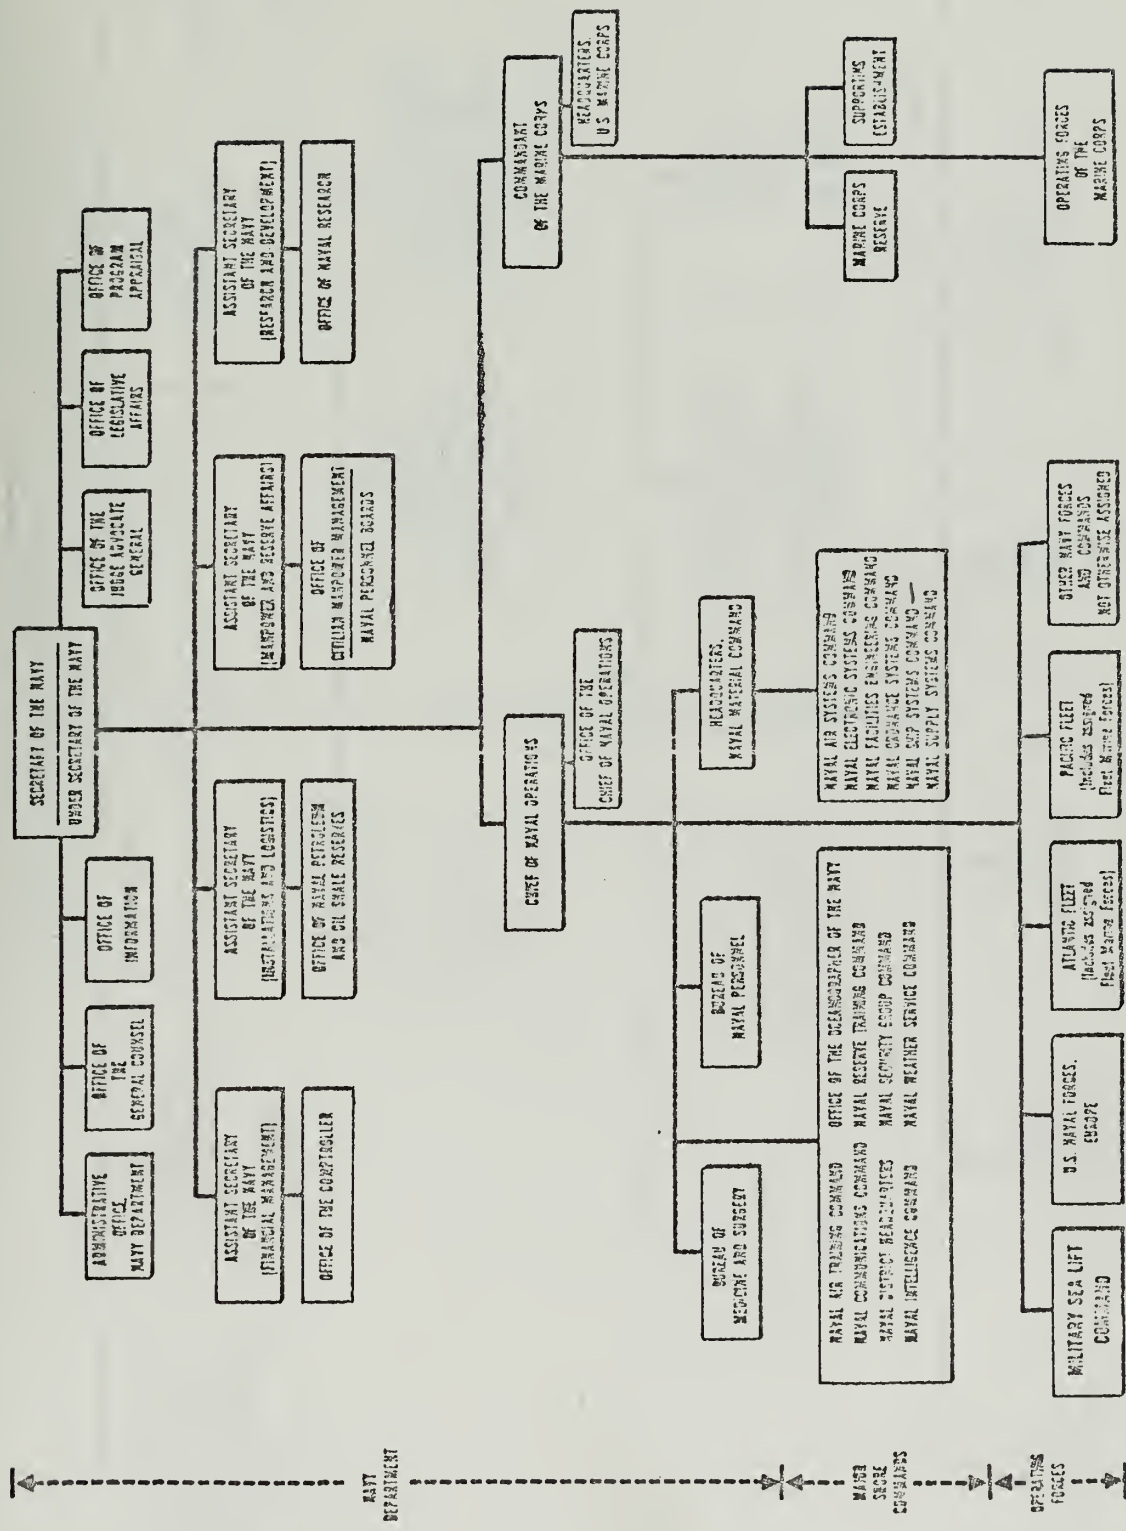 SECRETARY OF THE NAVY
UNDER SECRETARY OF THE NAVY
ADMINISTRATIVE
OFFICE,
NAVY DEPARTMENT
OFFICE OF
THE
GENERAL COUNSEL
OFFICE OF
INFORMATION
OFFICE OF THE
JUDGE ADVOCATE
GENERAL
OFFICE OF
LEGISLATIVE
AFFAIRS
OFFICE OF
PROGRAM
APPRAISAL
ASSISTANT SECRETARY
OF THE NAVY
(FINANCIAL MANAGEMENT)
OFFICE OF THE COMPTROLLER
ASSISTANT SECRETARY
OF THE NAVY
(INSTALLATIONS AND LOGISTICS)
OFFICE OF NAVAL PETROLEUM
AND OIL SHALE RESERVES
ASSISTANT SECRETARY
OF THE NAVY
(MANPOWER AND RESERVE AFFAIRS)
OFFICE OF
CIVILIAN MANPOWER MANAGEMENT
NAVAL PERSONNEL BOARDS
ASSISTANT SECRETARY
OF THE NAVY
(RESEARCH AND DEVELOPMENT)
OFFICE OF NAVAL RESEARCH
CHIEF OF NAVAL OPERATIONS
OFFICE OF THE
CHIEF OF NAVAL OPERATIONS
COMMANDANT
OF THE MARINE CORPS
HEADQUARTERS,
U.S. MARINE CORPS
BUREAU OF
MEDICINE AND SURGERY
BUREAU OF
NAVAL PERSONNEL
HEADQUARTERS,
NAVAL MATERIAL COMMAND
NAVAL AIR TRAINING COMMAND
NAVAL COMMUNICATIONS COMMAND
NAVAL DISTRICT HEADQUARTERS
NAVAL INTELLIGENCE COMMAND
OFFICE OF THE OCEANOGRAPHER OF THE NAVY
NAVAL RESERVE TRAINING COMMAND
NAVAL SECURITY GROUP COMMAND
NAVAL WEATHER SERVICE COMMAND
NAVAL AIR SYSTEMS COMMAND
NAVAL ELECTRONIC SYSTEMS COMMAND
NAVAL FACILITIES ENGINEERING COMMAND
NAVAL ORDNANCE SYSTEMS COMMAND
NAVAL SHIP SYSTEMS COMMAND
NAVAL SUPPLY SYSTEMS COMMAND
MARINE CORPS
RESERVE
SUPPORTING
ESTABLISHMENT
MILITARY SEA LIFT
COMMAND
U.S. NAVAL FORCES,
EUROPE
ATLANTIC FLEET
(Includes assigned
Fleet Marine Forces)
PACIFIC FLEET
(Includes assigned
Fleet Marine Forces)
OTHER NAVY FORCES
AND COMMANDS
NOT OTHERWISE ASSIGNED
OPERATING FORCES
OF THE
MARINE CORPS
NAVY
DEPARTMENT
MAJOR
SHORE
COMMANDS
OPERATING
FORCES